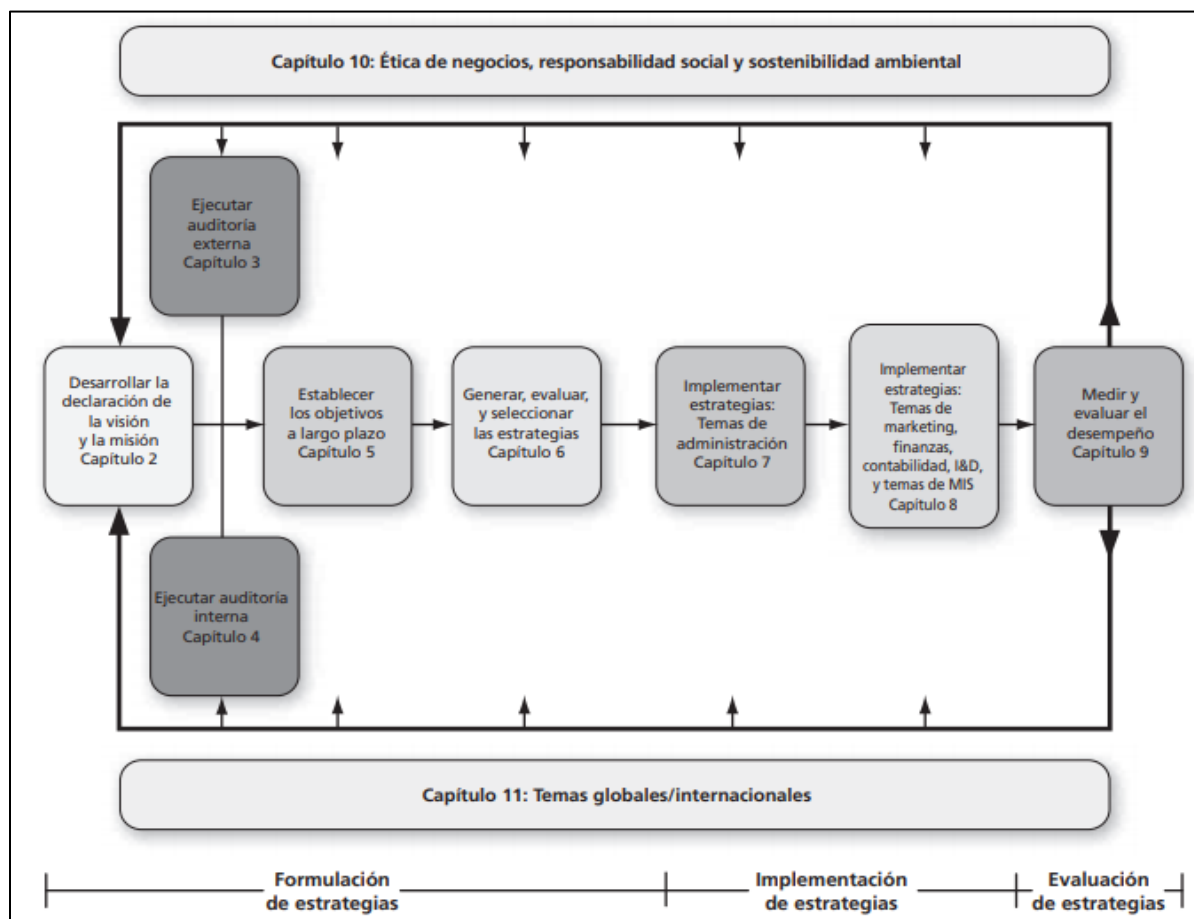 Capítulo 10: Ética de negocios, responsabilidad social y sostenibilidad ambiental
Ejecutar
auditoría
externa
Capítulo 3
Desarrollar la
declaración de
la visión
y la misión
Capítulo 2
Establecer
los objetivos
a largo plazo
Capítulo 5
Generar, evaluar,
y seleccionar
las estrategias
Capítulo 6
Implementar
estrategias:
Temas de
administración
Capítulo 7
Implementar
estrategias:
Temas de
marketing,
finanzas,
contabilidad, I&D,
y temas de MIS
Capítulo 8
Medir y
evaluar el
desempeño
Capítulo 9
Ejecutar auditoría
interna
Capítulo 4
Capítulo 11: Temas globales/internacionales
Formulación
de estrategias
Implementación
de estrategias
Evaluación
de estrategias